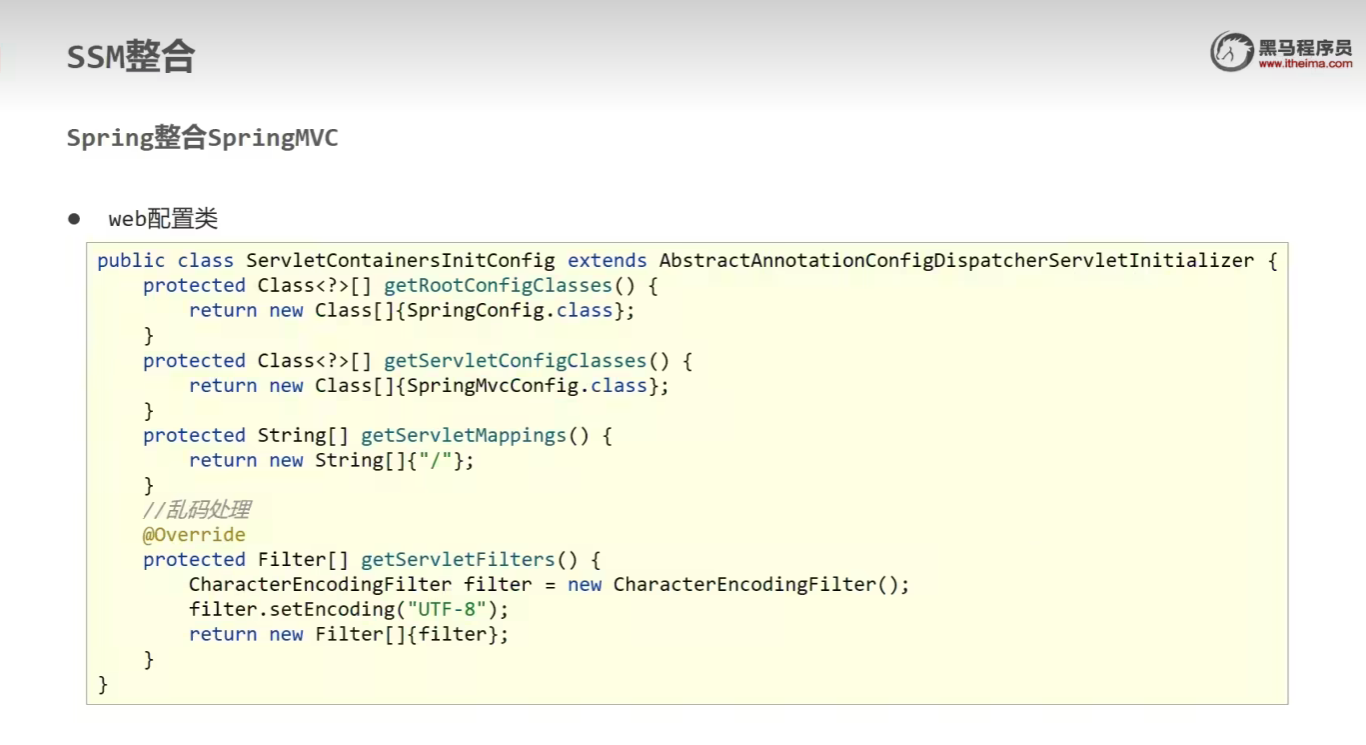 SSM整合
黑马程序员
www.itheima.com
Spring整合SpringMVC
● web配置类
public class ServletContainersInitConfig extends AbstractAnnotationConfigDispatcherServletInitializer {
    protected Class<?>[] getRootConfigClasses() {
        return new Class[]{SpringConfig.class};
    }
    protected Class<?>[] getServletConfigClasses() {
        return new Class[]{SpringMvcConfig.class};
    }
    protected String[] getServletMappings() {
        return new String[]{"/"};
    }
    //乱码处理
    @Override
    protected Filter[] getServletFilters() {
        CharacterEncodingFilter filter = new CharacterEncodingFilter();
        filter.setEncoding("UTF-8");
        return new Filter[]{filter};
    }
}